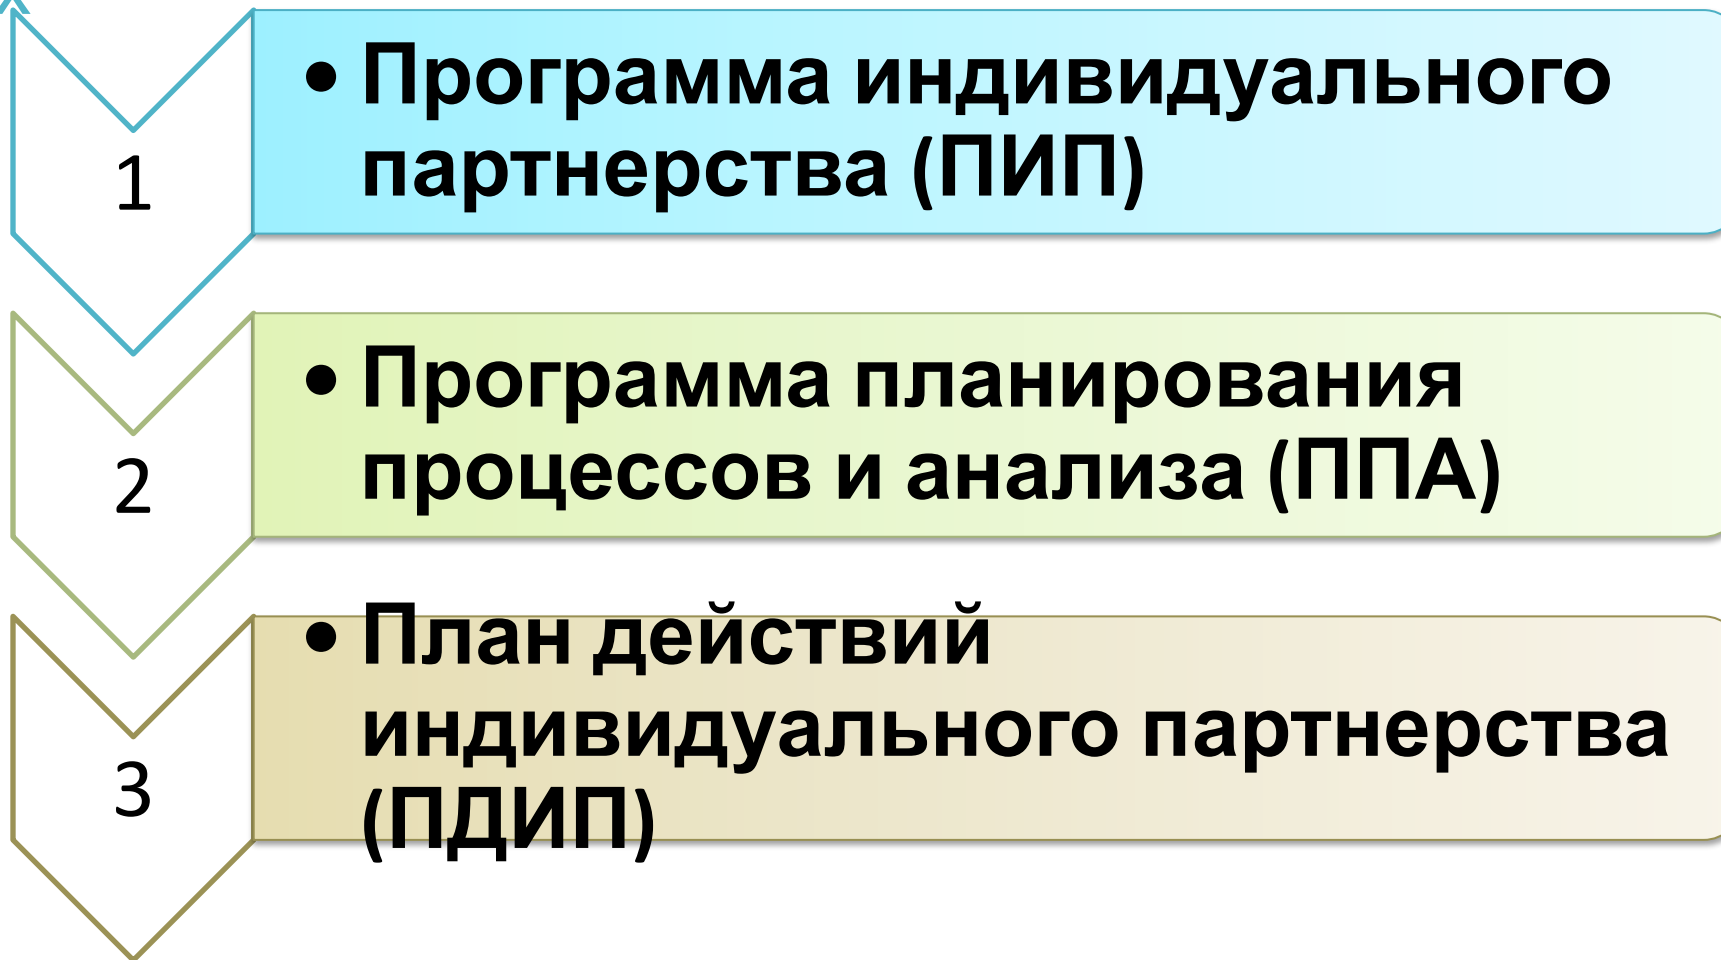 1
• Программа индивидуального
партнерства (ПИП)
2
• Программа планирования
процессов и анализа (ППА)
3
• План действий
индивидуального партнерства
(ПДИП)